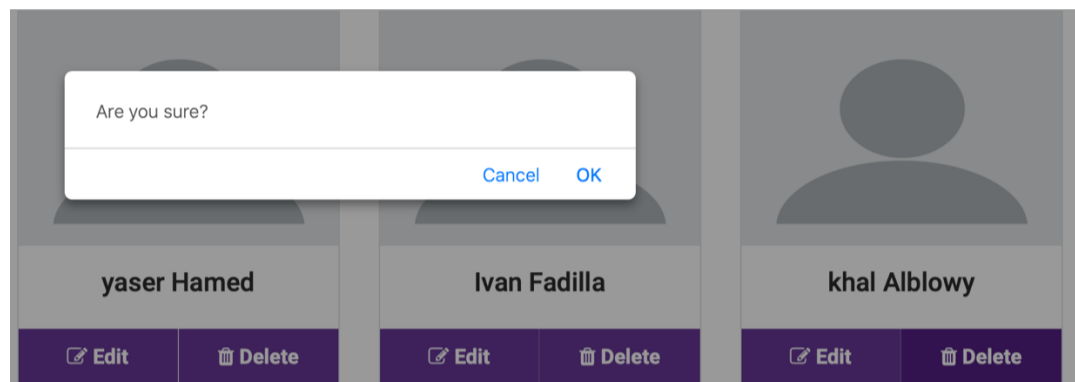 Are you sure?
Cancel OK
yaser Hamed
Ivan Fadilla
khal Alblowy
Edit Delete
Edit Delete
Edit Delete